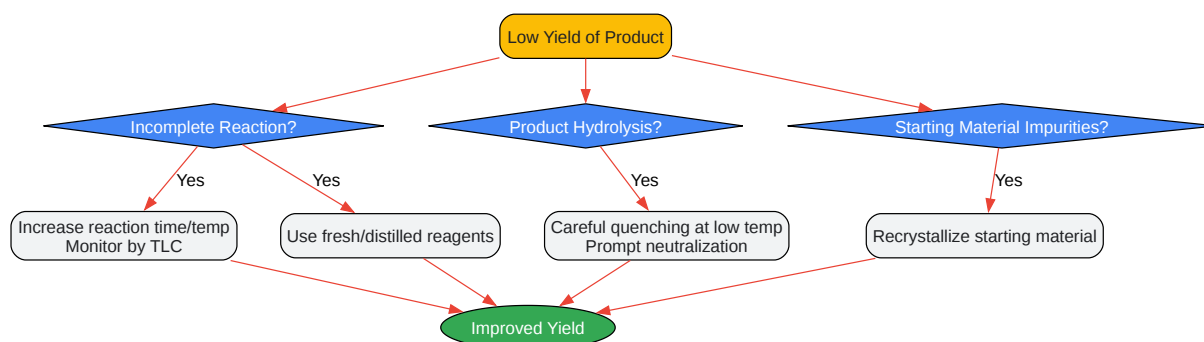 Low Yield of Product
Incomplete Reaction?
Product Hydrolysis?
Starting Material Impurities?
Yes
Yes
Yes
Yes
Increase reaction time/temp
Monitor by TLC
Use fresh/distilled reagents
Careful quenching at low temp
Prompt neutralization
Recrystallize starting material
Improved Yield